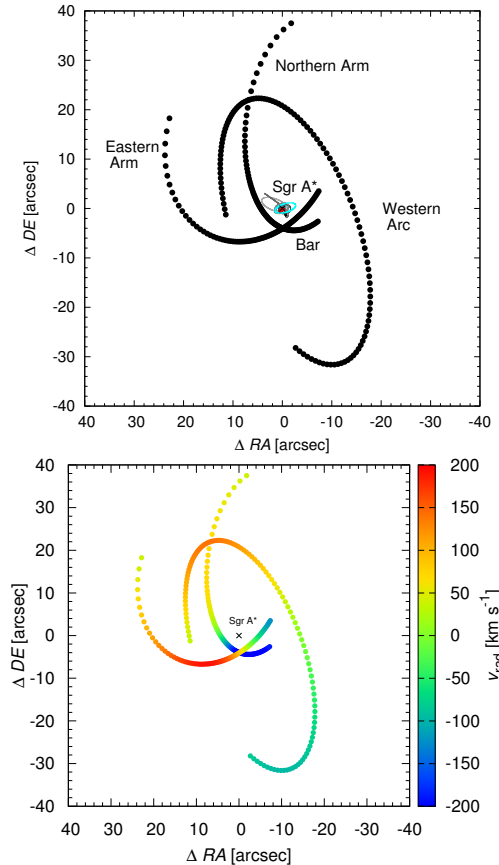 40
30
20
10
0
-10
-20
-30
-40
Δ DE [arcsec]
Northern Arm
Eastern
Arm
Sgr A*
Western
Arc
Bar
40 30 20 10 0 -10 -20 -30 -40
Δ RA [arcsec]
40
30
20
10
0
-10
-20
-30
-40
Δ DE [arcsec]
Sgr A*
40 30 20 10 0 -10 -20 -30 -40
Δ RA [arcsec]
200
150
100
50
0
-50
-100
-150
-200
v_rad [km s⁻¹]